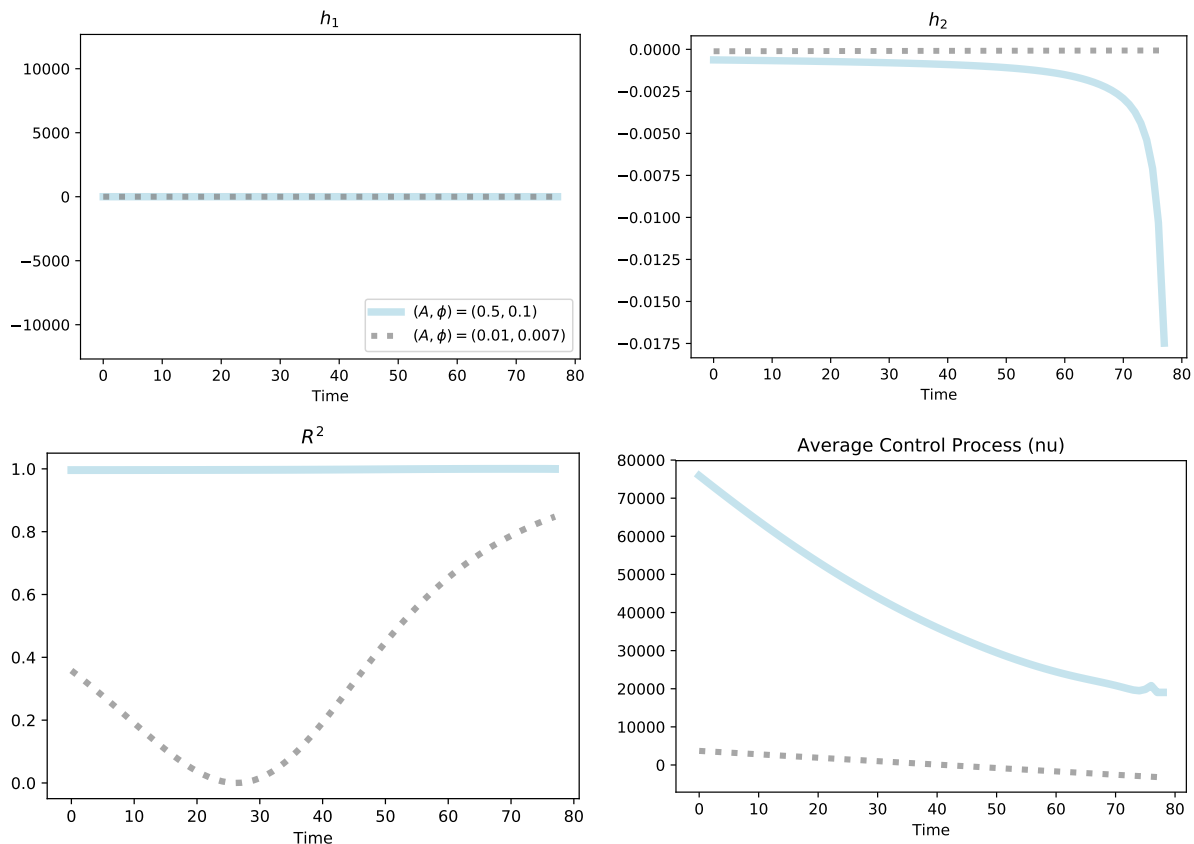 h₁
10000
5000
0
−5000
−10000
0 10 20 30 40 50 60 70 80
Time
(A, ϕ) = (0.5, 0.1)
(A, ϕ) = (0.01, 0.007)
h₂
0.0000
−0.0025
−0.0050
−0.0075
−0.0100
−0.0125
−0.0150
−0.0175
0 10 20 30 40 50 60 70 80
Time
R²
1.0
0.8
0.6
0.4
0.2
0.0
0 10 20 30 40 50 60 70 80
Time
Average Control Process (nu)
80000
70000
60000
50000
40000
30000
20000
10000
0
0 10 20 30 40 50 60 70 80
Time